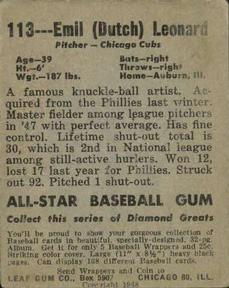 113---Emil (Dutch) Leonard
Pitcher - Chicago Cubs
Age-39 Bats-right
Ht.-6' Throws-right
Wgt.-187 lbs. Home-Auburn, Ill.
A famous knuckle-ball artist. Ac-
quired from the Phillies last winter.
Master fielder among league pitchers
in '47 with perfect average. Has fine
control. Lifetime shut-out total is
30, which is 2nd in National league
among still-active hurlers. Won 12,
lost 17 last year for Phillies. Struck
out 92. Pitched 1 shut-out.
ALL-STAR BASEBALL GUM
Collect this series of Diamond Greats
You'll be proud to show your gorgeous collection of
Baseball cards in beautiful, specially-designed, 32-pg.
Album. Get it for only 5 Baseball Wrappers and 25c.
Striking color cover. Large (11" x 8½") heavy black
pages. Can display 168 different Baseball cards.
Send Wrappers and Coin to
LEAF GUM CO., Box 5907 CHICAGO 80, ILL.
Copyright 1948